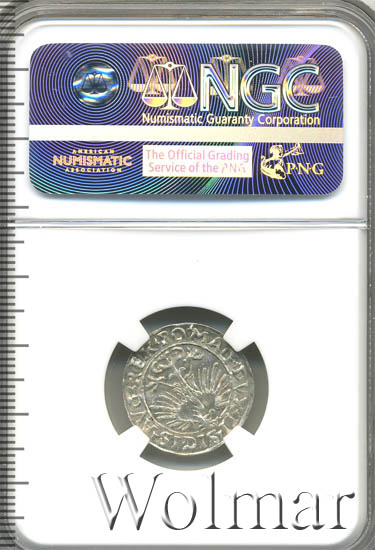 NGC
Numismatic Guaranty Corporation
AMERICAN
NUMISMATIC
ASSOCIATION
The Official Grading
Service of the PNG
PNG
Wolmar